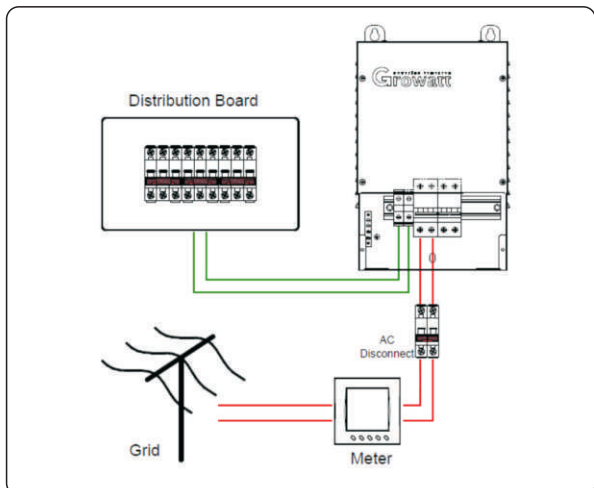 Distribution Board
Growatt
AC
Disconnect
Grid
Meter